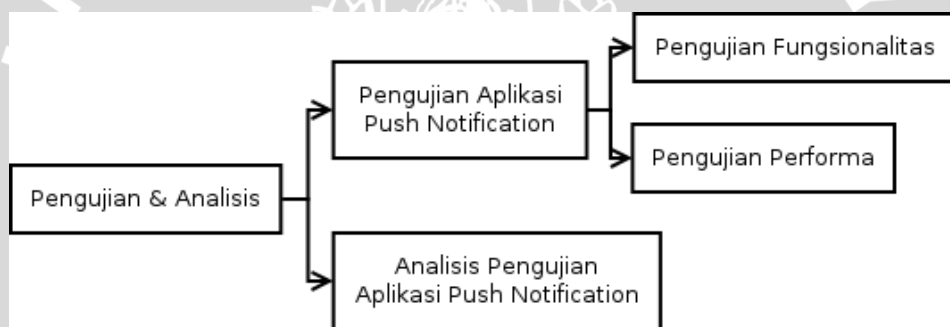 Pengujian Fungsionalitas
Pengujian Aplikasi
Push Notification
Pengujian Performa
Pengujian & Analisis
Analisis Pengujian
Aplikasi Push Notification